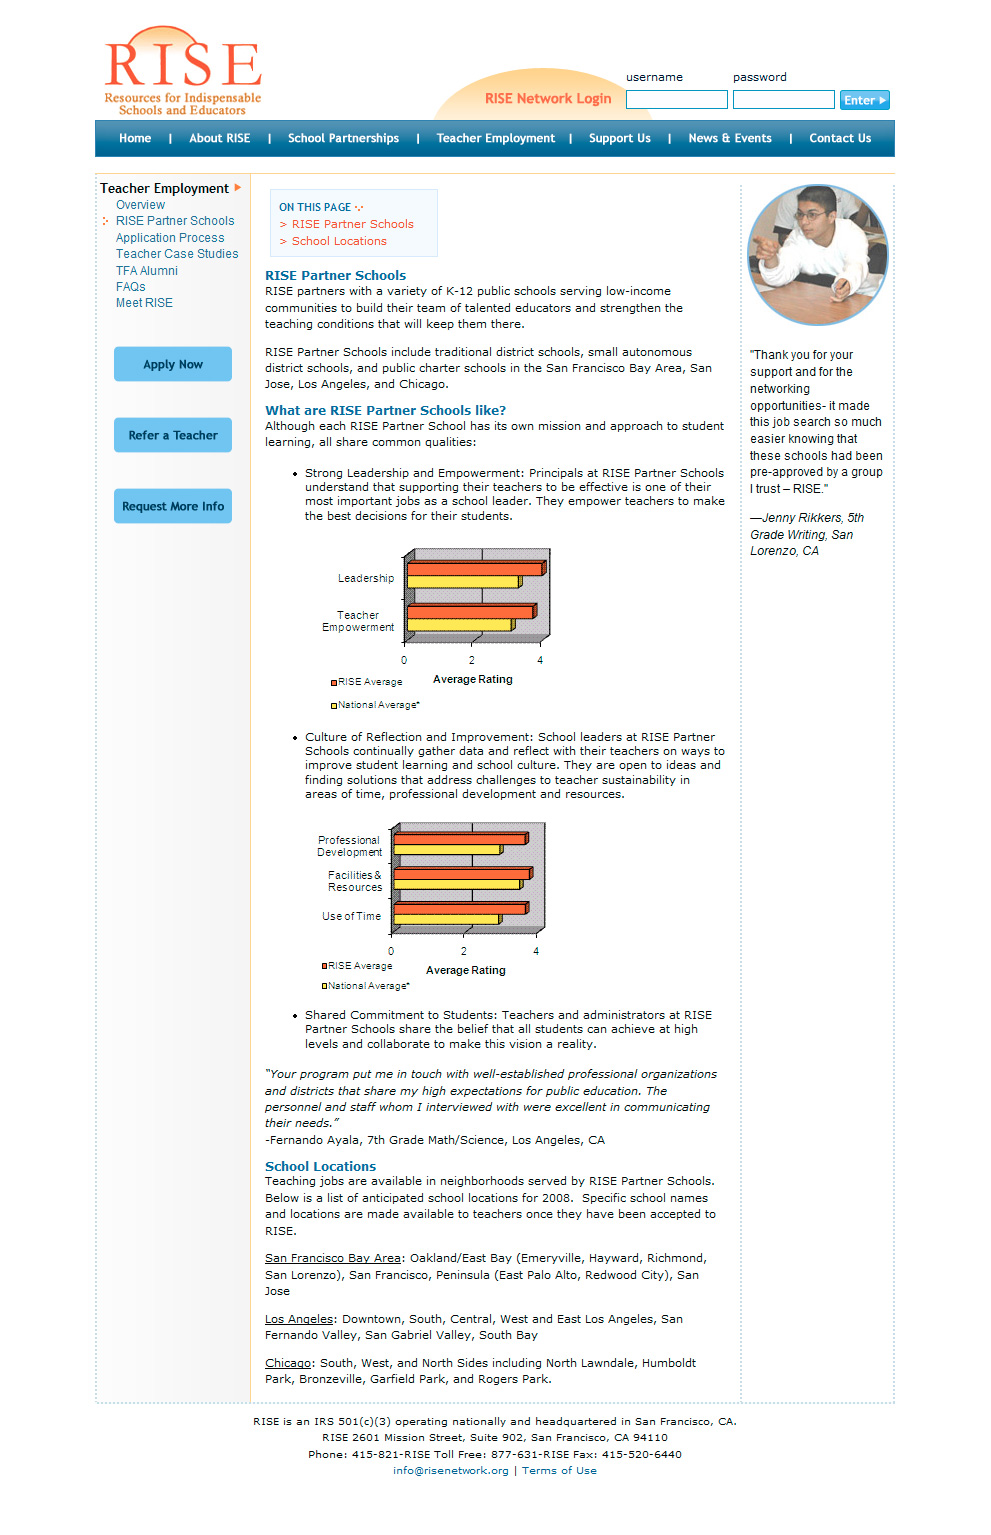 RISE
Resources for Indispensable
Schools and Educators
RISE Network Login
username
password
Enter
Home | About RISE | School Partnerships | Teacher Employment | Support Us | News & Events | Contact Us
Teacher Employment
Overview
RISE Partner Schools
Application Process
Teacher Case Studies
TFA Alumni
FAQs
Meet RISE
Apply Now
Refer a Teacher
Request More Info
ON THIS PAGE
> RISE Partner Schools
> School Locations
RISE Partner Schools
RISE partners with a variety of K-12 public schools serving low-income
communities to build their team of talented educators and strengthen the
teaching conditions that will keep them there.
RISE Partner Schools include traditional district schools, small autonomous
district schools, and public charter schools in the San Francisco Bay Area, San
Jose, Los Angeles, and Chicago.
What are RISE Partner Schools like?
Although each RISE Partner School has its own mission and approach to student
learning, all share common qualities:
• Strong Leadership and Empowerment: Principals at RISE Partner Schools
understand that supporting their teachers to be effective is one of their
most important jobs as a school leader. They empower teachers to make
the best decisions for their students.
Leadership
Teacher
Empowerment
0 2 4
Average Rating
RISE Average
National Average*
• Culture of Reflection and Improvement: School leaders at RISE Partner
Schools continually gather data and reflect with their teachers on ways to
improve student learning and school culture. They are open to ideas and
finding solutions that address challenges to teacher sustainability in
areas of time, professional development and resources.
Professional
Development
Facilities &
Resources
Use of Time
0 2 4
Average Rating
RISE Average
National Average*
• Shared Commitment to Students: Teachers and administrators at RISE
Partner Schools share the belief that all students can achieve at high
levels and collaborate to make this vision a reality.
"Your program put me in touch with well-established professional organizations
and districts that share my high expectations for public education. The
personnel and staff whom I interviewed with were excellent in communicating
their needs."
-Fernando Ayala, 7th Grade Math/Science, Los Angeles, CA
School Locations
Teaching jobs are available in neighborhoods served by RISE Partner Schools.
Below is a list of anticipated school locations for 2008. Specific school names
and locations are made available to teachers once they have been accepted to
RISE.
San Francisco Bay Area: Oakland/East Bay (Emeryville, Hayward, Richmond,
San Lorenzo), San Francisco, Peninsula (East Palo Alto, Redwood City), San
Jose
Los Angeles: Downtown, South, Central, West and East Los Angeles, San
Fernando Valley, San Gabriel Valley, South Bay
Chicago: South, West, and North Sides including North Lawndale, Humboldt
Park, Bronzeville, Garfield Park, and Rogers Park.
"Thank you for your
support and for the
networking
opportunities- it made
this job search so much
easier knowing that
these schools had been
pre-approved by a group
I trust – RISE."
—Jenny Rikkers, 5th
Grade Writing, San
Lorenzo, CA
RISE is an IRS 501(c)(3) operating nationally and headquartered in San Francisco, CA.
RISE 2601 Mission Street, Suite 902, San Francisco, CA 94110
Phone: 415-821-RISE Toll Free: 877-631-RISE Fax: 415-520-6440
info@risenetwork.org | Terms of Use